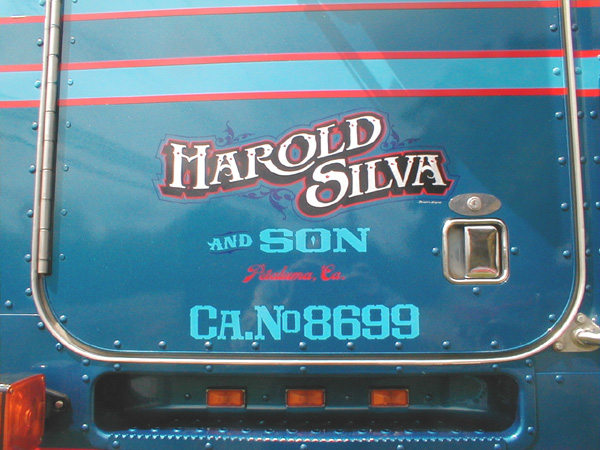 HAROLD
SILVA
AND SON
Petaluma, Ca.
CA.No8699